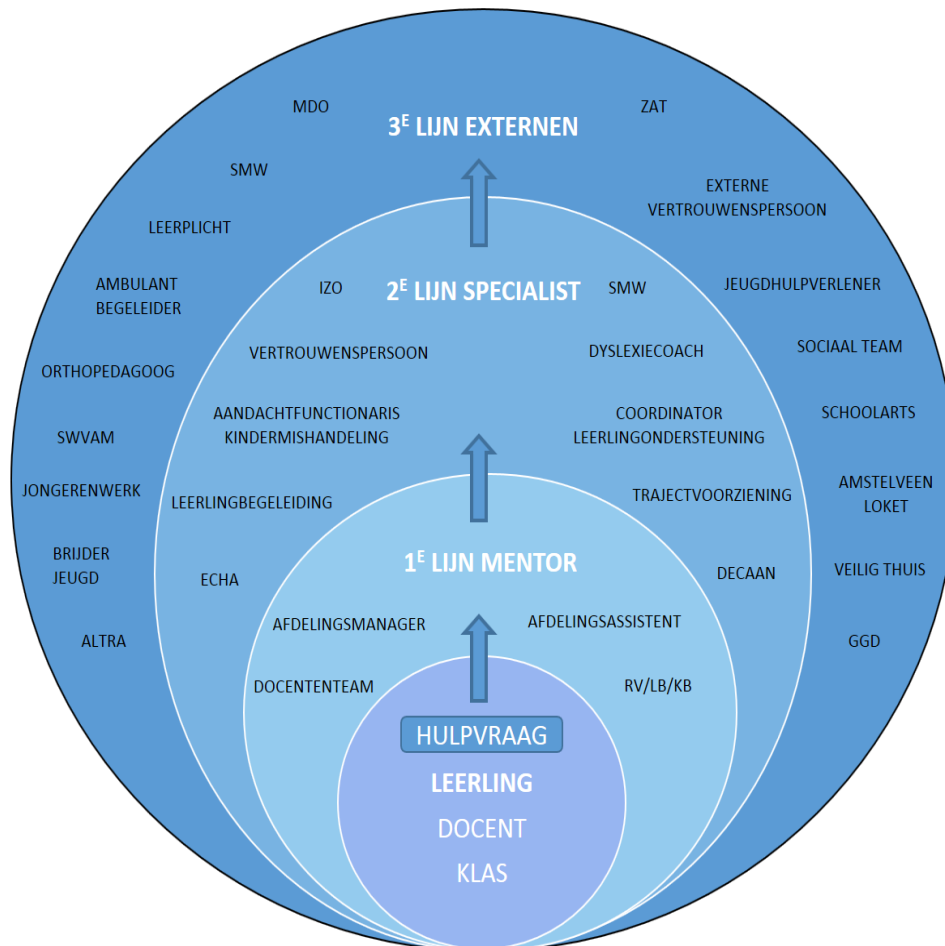 MDO
ZAT
3E LIJN EXTERNEN
SMW
EXTERNE
VERTROUWENSPERSOON
LEERPLICHT
AMBULANT
BEGELEIDER
IZO
2E LIJN SPECIALIST
SMW
JEUGDHULPVERLENER
VERTROUWENSPERSOON
DYSLEXIECOACH
SOCIAAL TEAM
ORTHOPEDAGOOG
AANDACHTFUNCTIONARIS
KINDERMISHANDELING
COORDINATOR
LEERLINGONDERSTEUNING
SCHOOLARTS
SWVAM
JONGERENWERK
LEERLINGBEGELEIDING
TRAJECTVOORZIENING
AMSTELVEEN
LOKET
BRIJDER
JEUGD
ECHA
1E LIJN MENTOR
DECAAN
VEILIG THUIS
AFDELINGSMANAGER
AFDELINGSASSISTENT
ALTRA
GGD
DOCENTENTEAM
RV/LB/KB
HULPVRAAG
LEERLING
DOCENT
KLAS